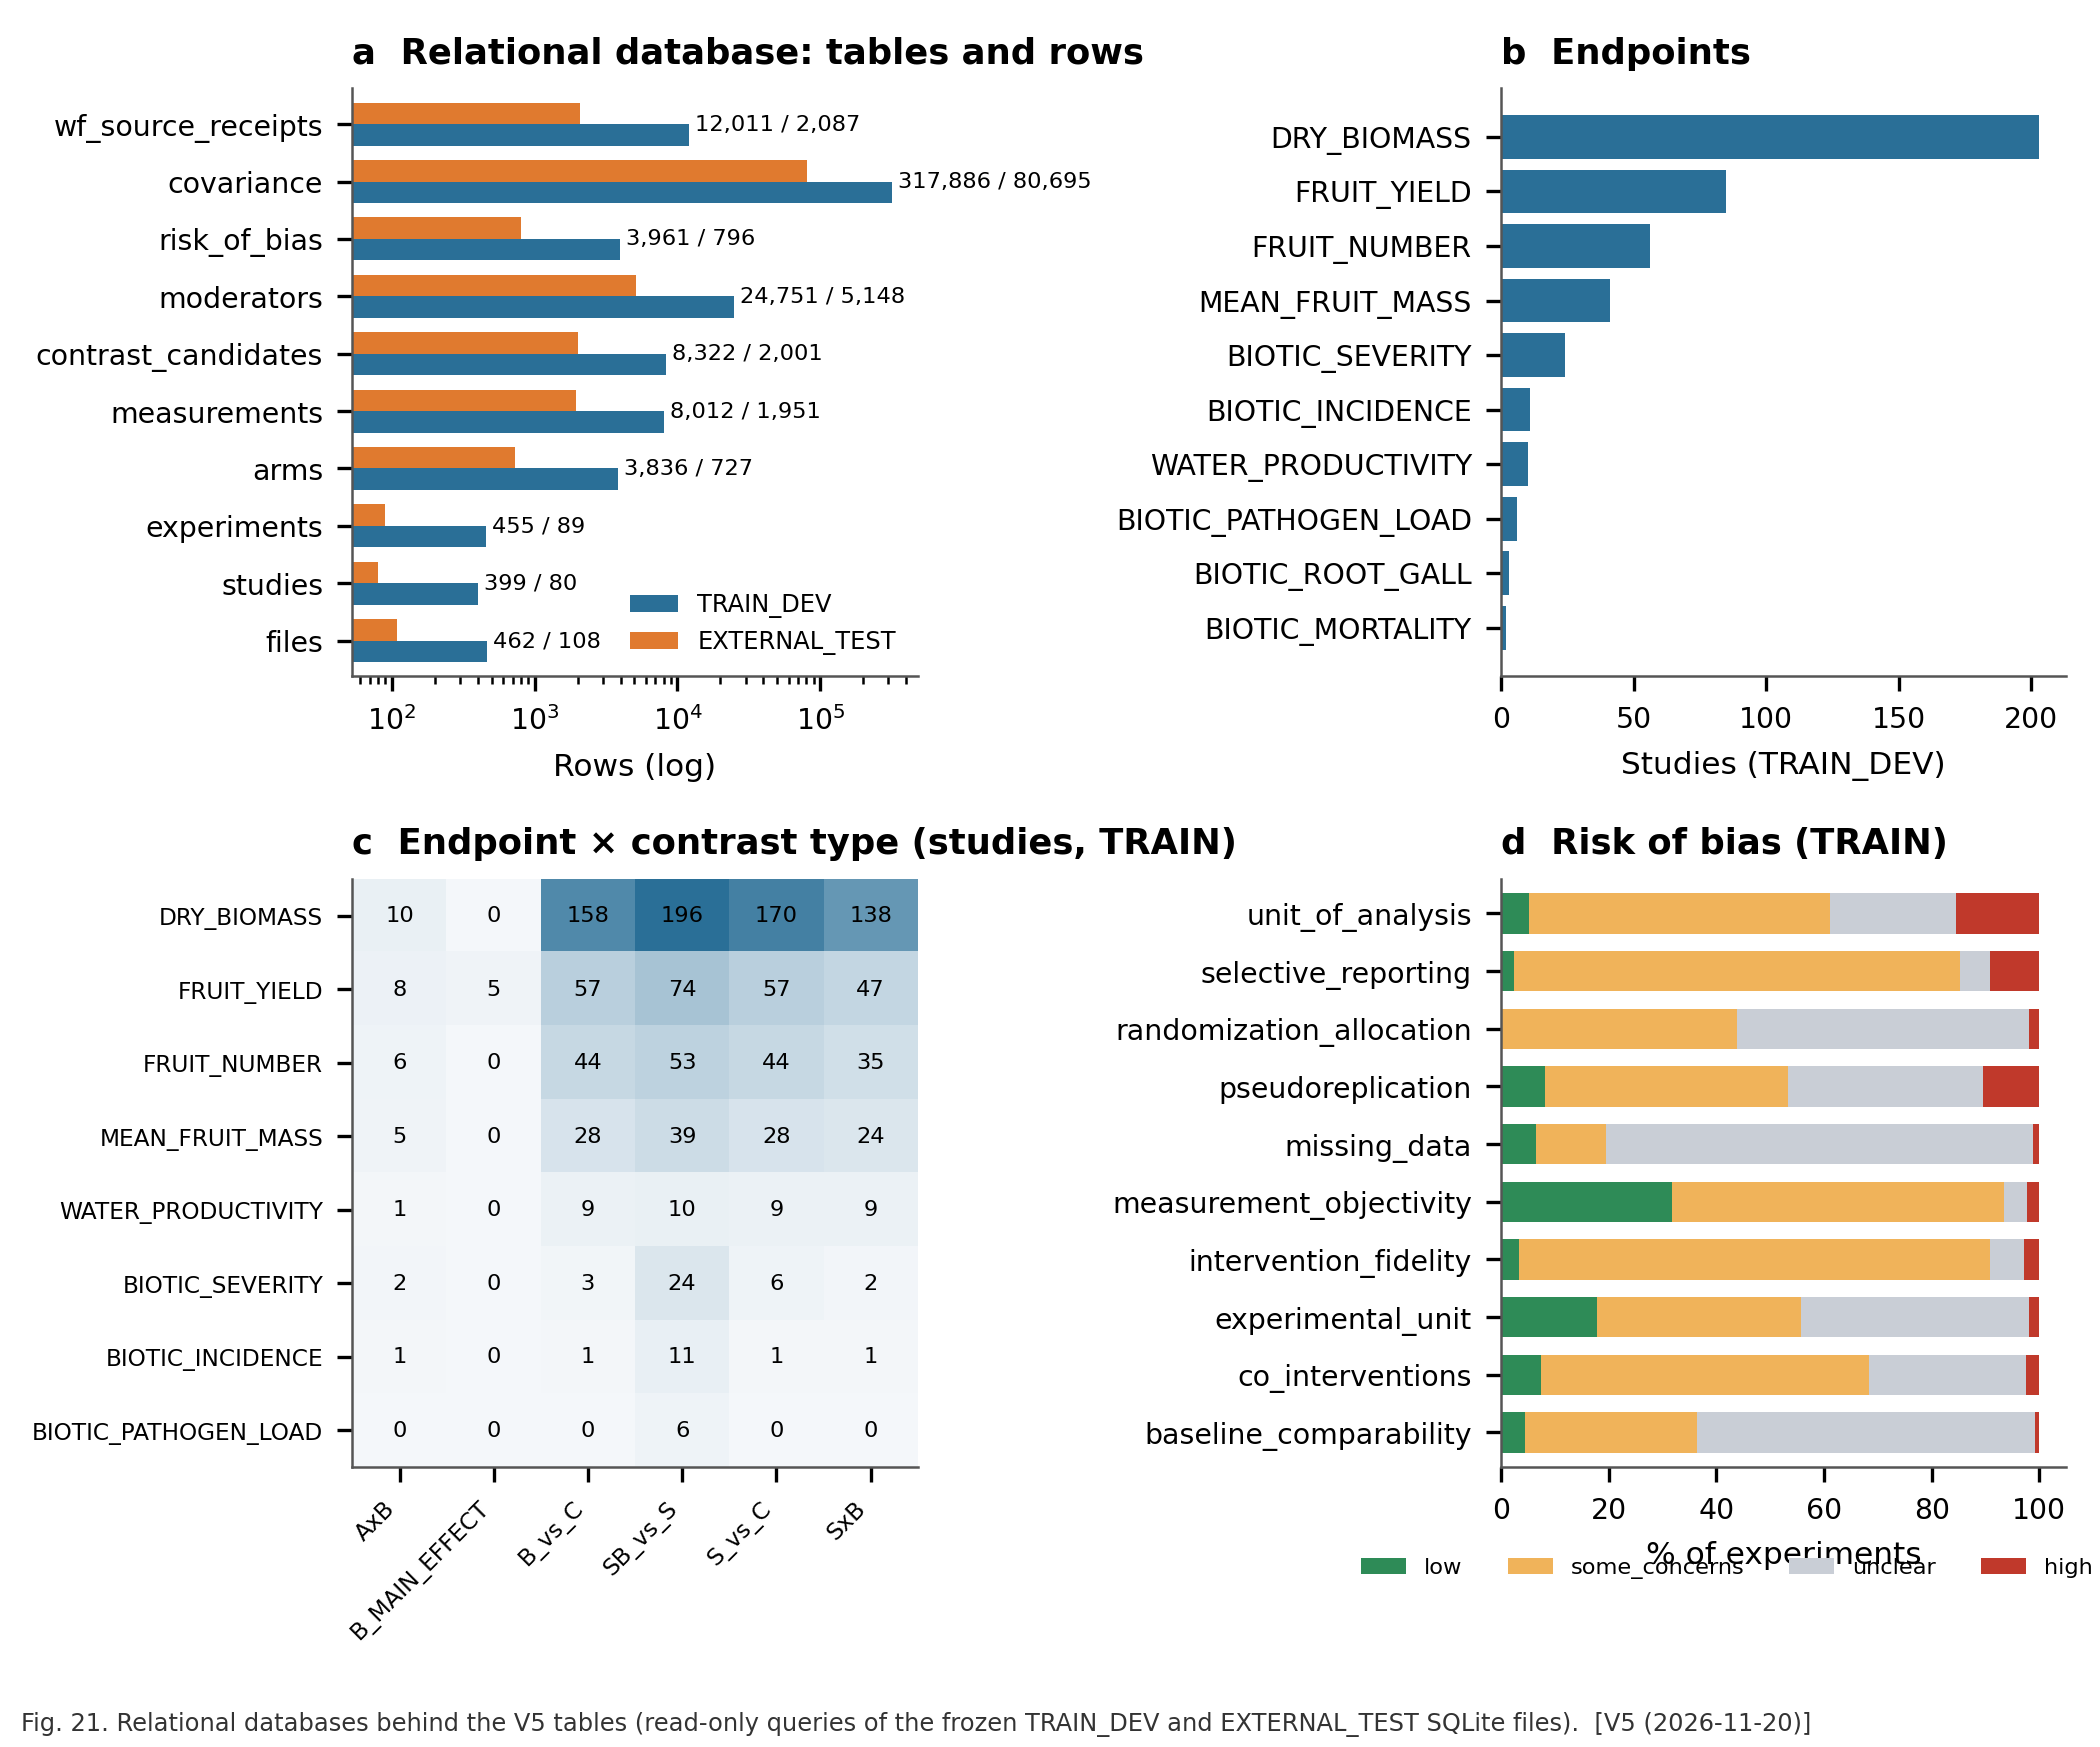 a  Relational database: tables and rows
wf_source_receipts
12,011 / 2,087
covariance
317,886 / 80,695
risk_of_bias
3,961 / 796
moderators
24,751 / 5,148
contrast_candidates
8,322 / 2,001
measurements
8,012 / 1,951
arms
3,836 / 727
experiments
455 / 89
studies
399 / 80
files
462 / 108
TRAIN_DEV
EXTERNAL_TEST
10² 10³ 10⁴ 10⁵
Rows (log)
b  Endpoints
DRY_BIOMASS
FRUIT_YIELD
FRUIT_NUMBER
MEAN_FRUIT_MASS
BIOTIC_SEVERITY
BIOTIC_INCIDENCE
WATER_PRODUCTIVITY
BIOTIC_PATHOGEN_LOAD
BIOTIC_ROOT_GALL
BIOTIC_MORTALITY
0 50 100 150 200
Studies (TRAIN_DEV)
c  Endpoint × contrast type (studies, TRAIN)
DRY_BIOMASS 10 0 158 196 170 138
FRUIT_YIELD 8 5 57 74 57 47
FRUIT_NUMBER 6 0 44 53 44 35
MEAN_FRUIT_MASS 5 0 28 39 28 24
WATER_PRODUCTIVITY 1 0 9 10 9 9
BIOTIC_SEVERITY 2 0 3 24 6 2
BIOTIC_INCIDENCE 1 0 1 11 1 1
BIOTIC_PATHOGEN_LOAD 0 0 0 6 0 0
AxB B_MAIN_EFFECT B_vs_C SB_vs_S S_vs_C SxB
d  Risk of bias (TRAIN)
unit_of_analysis
selective_reporting
randomization_allocation
pseudoreplication
missing_data
measurement_objectivity
intervention_fidelity
experimental_unit
co_interventions
baseline_comparability
0 20 40 60 80 100
% of experiments
low some_concerns unclear high
Fig. 21. Relational databases behind the V5 tables (read-only queries of the frozen TRAIN_DEV and EXTERNAL_TEST SQLite files).  [V5 (2026-11-20)]